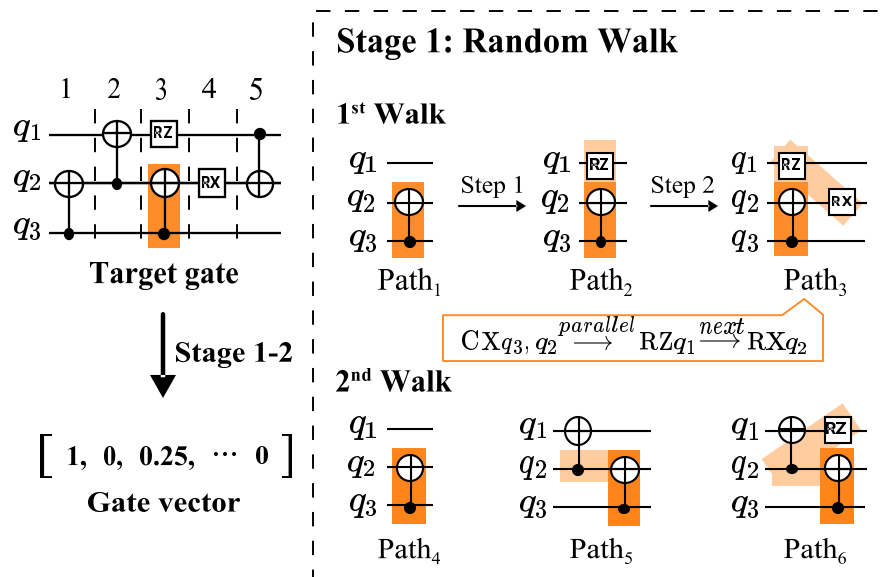 Stage 1: Random Walk
1 2 3 4 5
q1 RZ
q2 RX
q3
Target gate
Stage 1-2
[ 1, 0, 0.25, ⋯ 0 ]
Gate vector
1st Walk
q1
q2
q3
Path1
Step 1
q1 RZ
q2
q3
Path2
Step 2
q1 RZ
q2 RX
q3
Path3
CXq3, q2 parallel → RZq1 next → RXq2
2nd Walk
q1
q2
q3
Path4
q1
q2
q3
Path5
q1 RZ
q2
q3
Path6